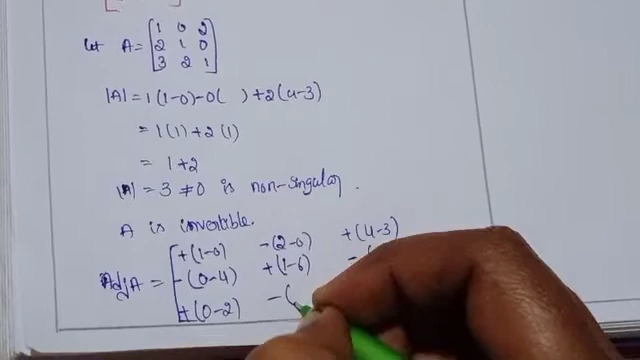 let A = [1 0 2
2 1 0
3 2 1]
|A| = 1(1-0)-0( ) +2(4-3)
= 1(1)+2(1)
= 1+2
|A| = 3 ≠0 is non-singular.
A is invertible.
+(1-0) -(2-0) +(4-3)
AdjA = -(0-4) +(1-6) -(
+(0-2) -(